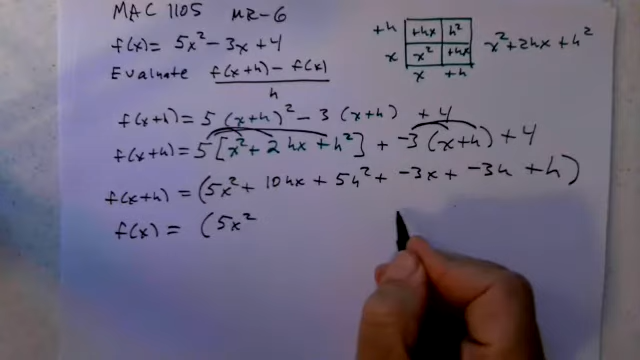 MAC 1105 MR-6
f(x) = 5x² - 3x + 4
Evaluate f(x+h) - f(x) / h
+h +hx h²
x x² +hx
x +h
x² + 2hx + h²
f(x+h) = 5 (x+h)² - 3 (x+h) + 4
f(x+h) = 5 [x² + 2hx + h²] + -3 (x+h) + 4
f(x+h) = (5x² + 10hx + 5h² + -3x + -3h + 4)
f(x) = (5x²